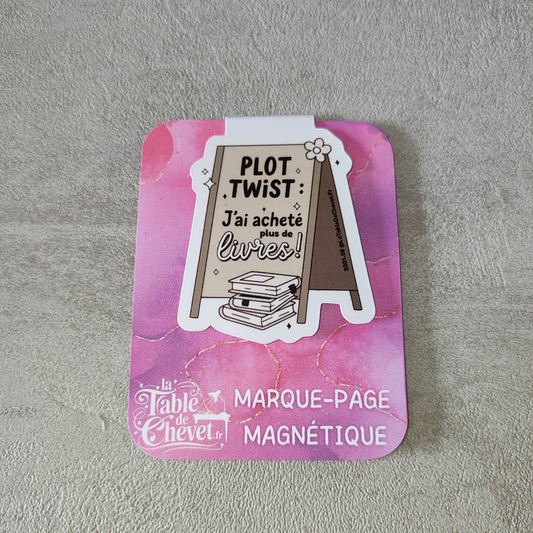 PLOT
TWiST:
J'ai acheté
plus de
livres!
la
Table
de
Chevet.fr
MARQUE-PAGE
MAGNÉTIQUE